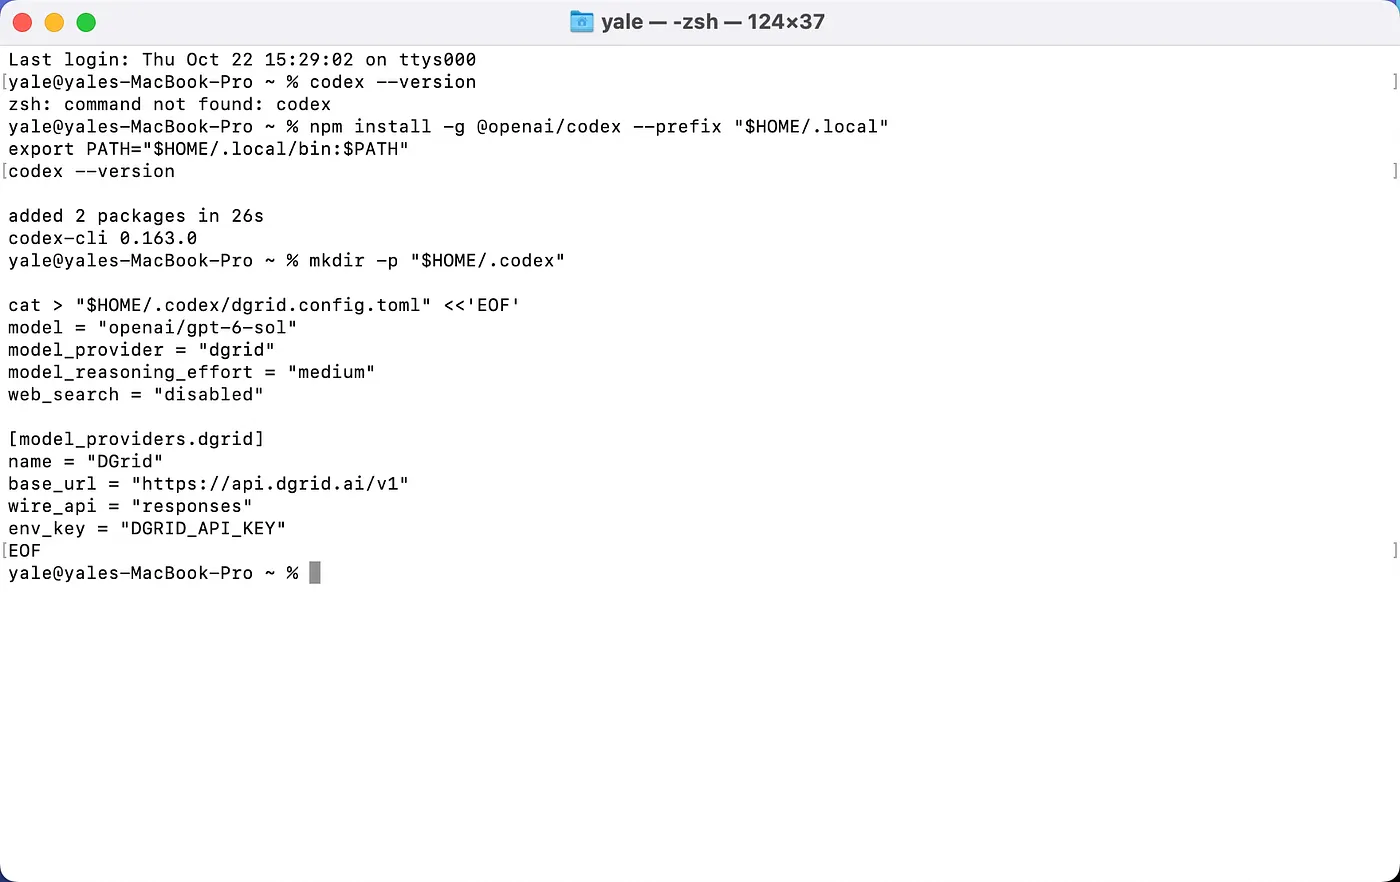 yale — -zsh — 124×37
Last login: Thu Oct 22 15:29:02 on ttys000
[yale@yales-MacBook-Pro ~ % codex --version ]
zsh: command not found: codex
yale@yales-MacBook-Pro ~ % npm install -g @openai/codex --prefix "$HOME/.local"
export PATH="$HOME/.local/bin:$PATH"
[codex --version ]
added 2 packages in 26s
codex-cli 0.163.0
yale@yales-MacBook-Pro ~ % mkdir -p "$HOME/.codex"
cat > "$HOME/.codex/dgrid.config.toml" <<'EOF'
model = "openai/gpt-6-sol"
model_provider = "dgrid"
model_reasoning_effort = "medium"
web_search = "disabled"
[model_providers.dgrid]
name = "DGrid"
base_url = "https://api.dgrid.ai/v1"
wire_api = "responses"
env_key = "DGRID_API_KEY"
[EOF ]
yale@yales-MacBook-Pro ~ %